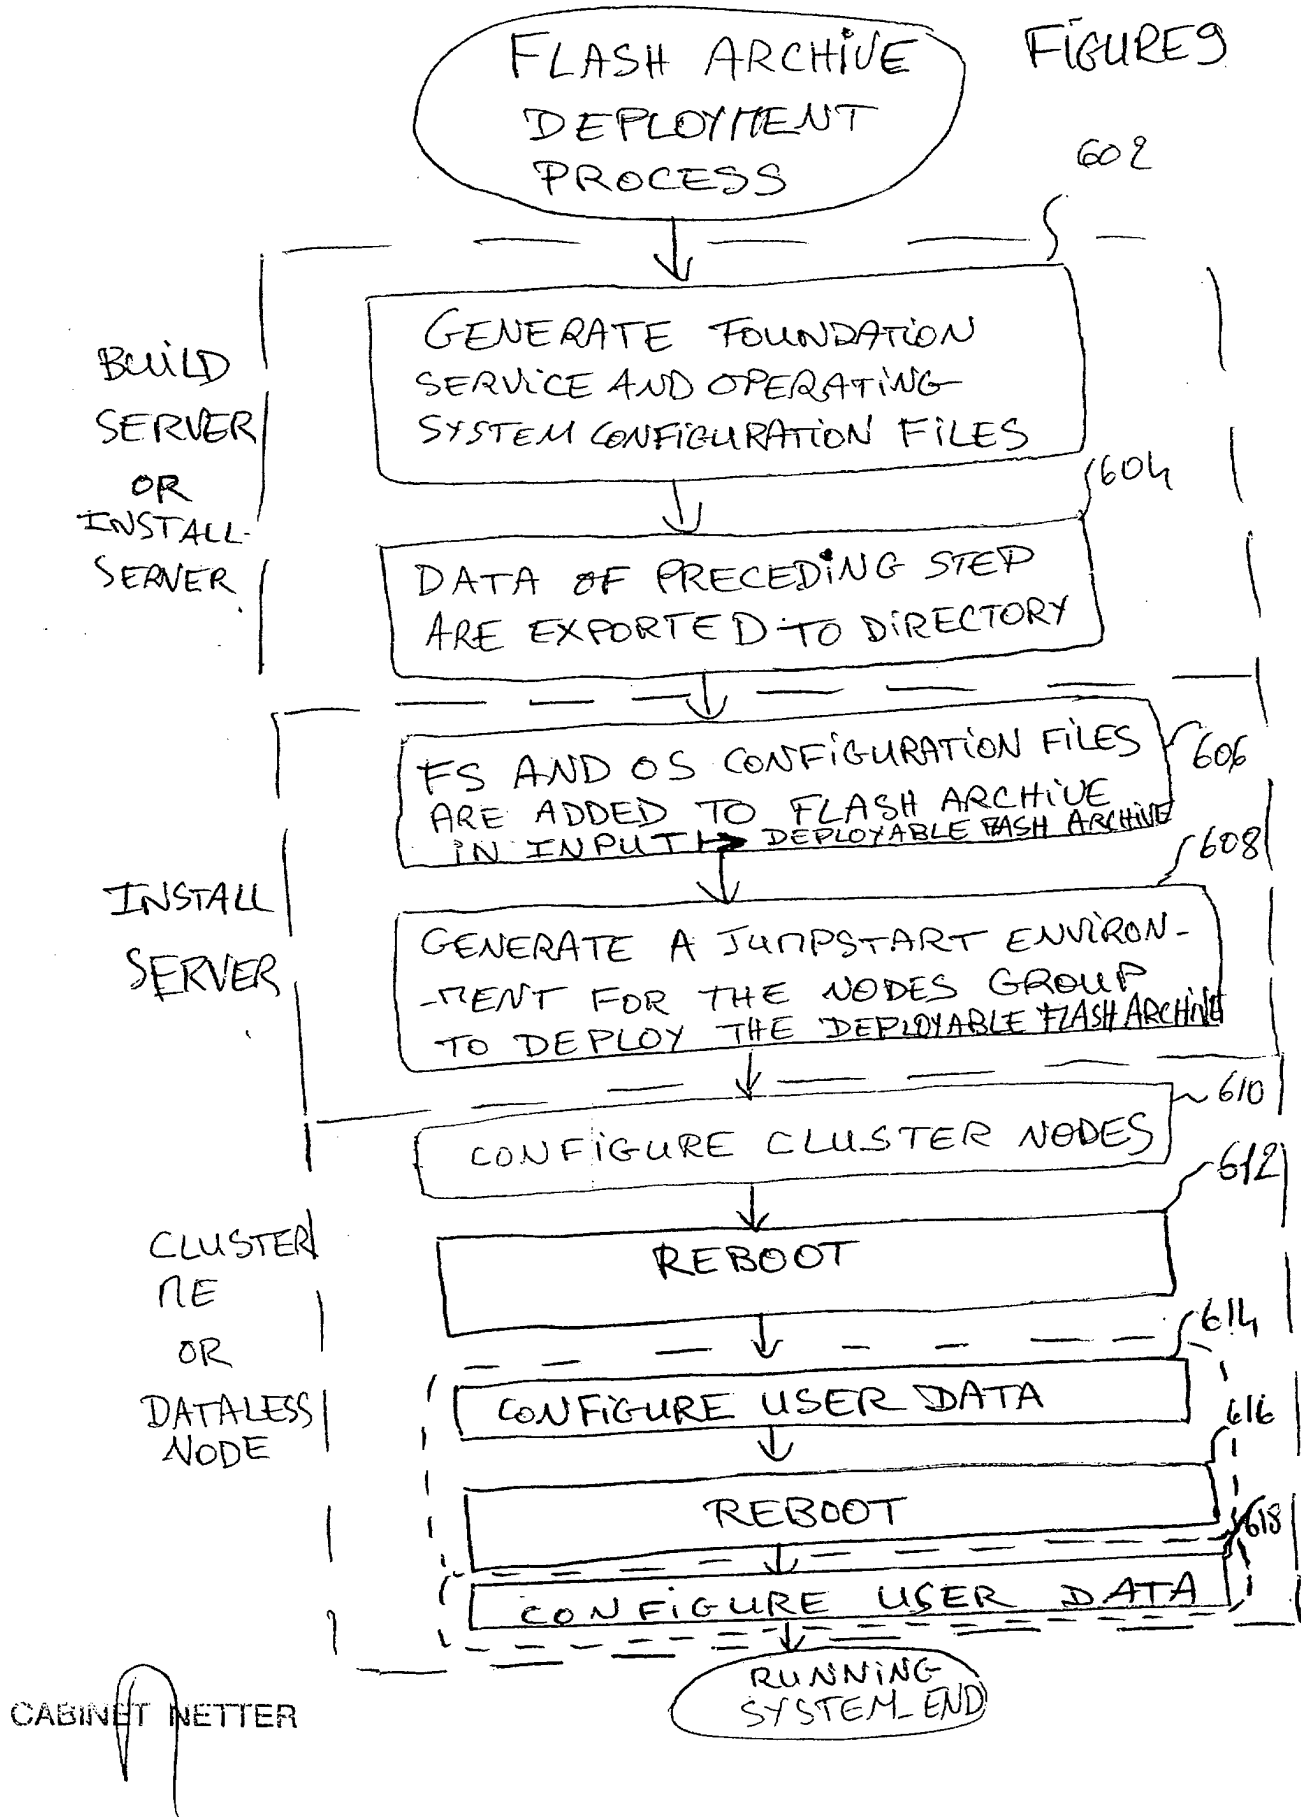 FLASH ARCHIVE
DEPLOYMENT
PROCESS
FIGURE 9
602
BUILD
SERVER
OR
INSTALL-
SERVER
GENERATE FOUNDATION
SERVICE AND OPERATING
SYSTEM CONFIGURATION FILES
604
DATA OF PRECEDING STEP
ARE EXPORTED TO DIRECTORY
606
FS AND OS CONFIGURATION FILES
ARE ADDED TO FLASH ARCHIVE
IN INPUT → DEPLOYABLE FLASH ARCHIVE
608
INSTALL
SERVER
GENERATE A JUMPSTART ENVIRON-
-MENT FOR THE NODES GROUP
TO DEPLOY THE DEPLOYABLE FLASH ARCHIVE
610
CONFIGURE CLUSTER NODES
612
REBOOT
CLUSTER
ME
OR
DATALESS
NODE
614
CONFIGURE USER DATA
616
REBOOT
618
CONFIGURE USER DATA
RUNNING
SYSTEM_END
CABINET NETTER